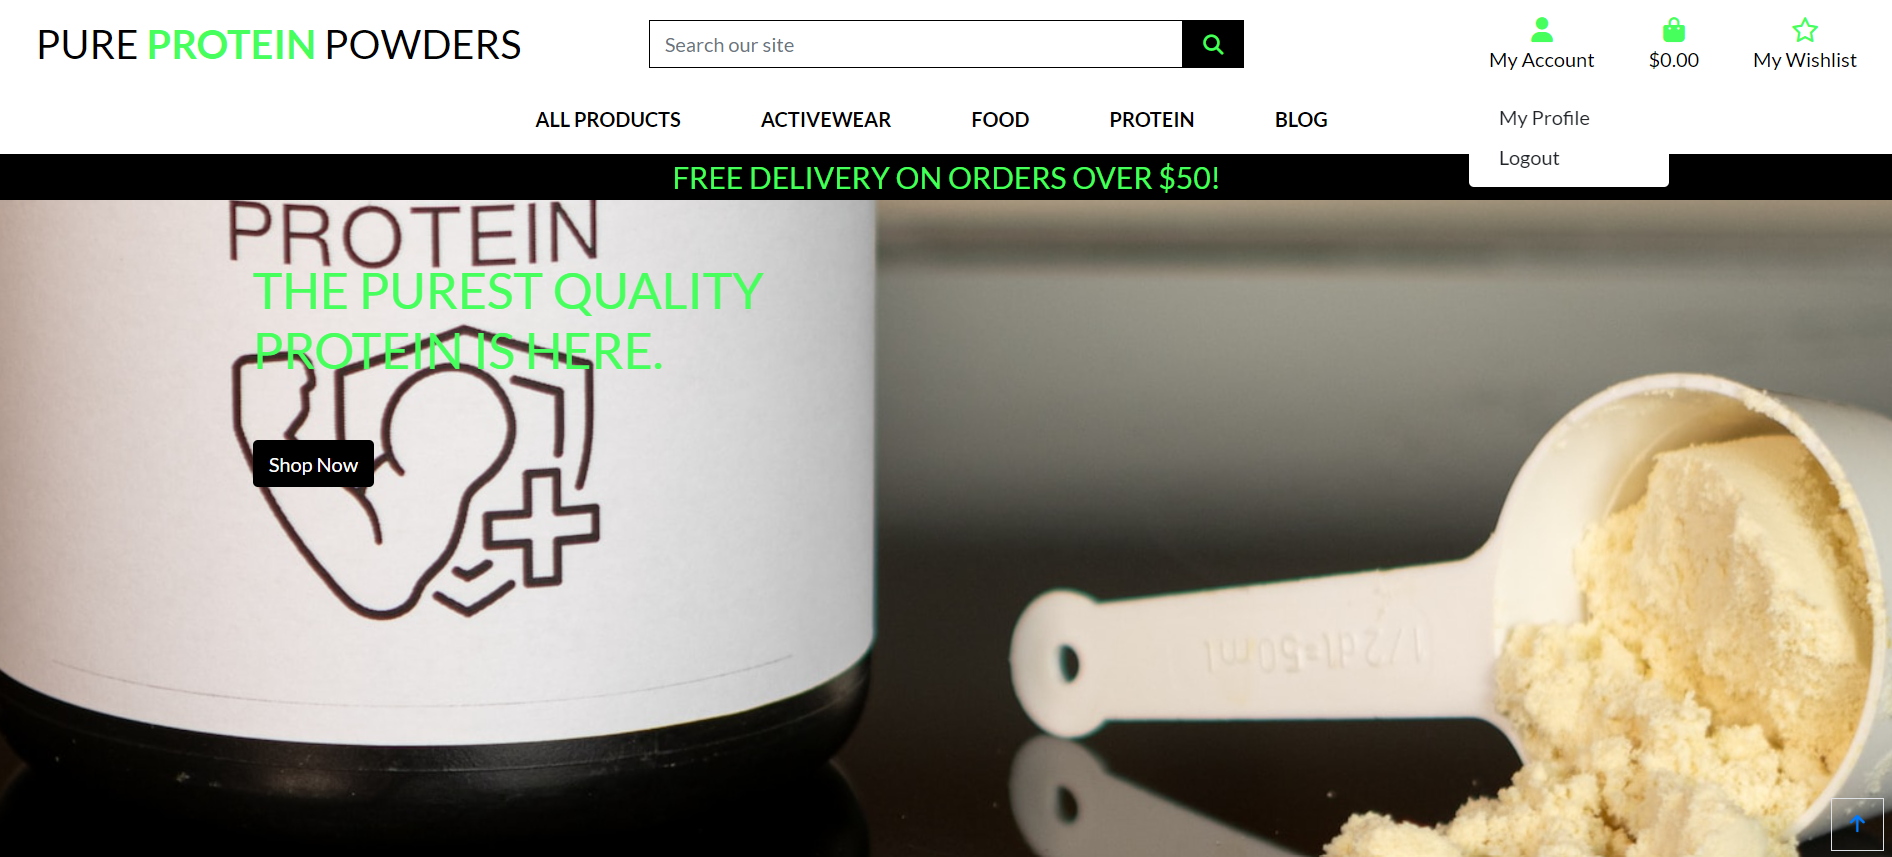 PURE PROTEIN POWDERS
Search our site
My Account
$0.00
My Wishlist
ALL PRODUCTS
ACTIVEWEAR
FOOD
PROTEIN
BLOG
My Profile
Logout
FREE DELIVERY ON ORDERS OVER $50!
PROTEIN
THE PUREST QUALITY
PROTEIN IS HERE.
Shop Now
1/2dl=50ml